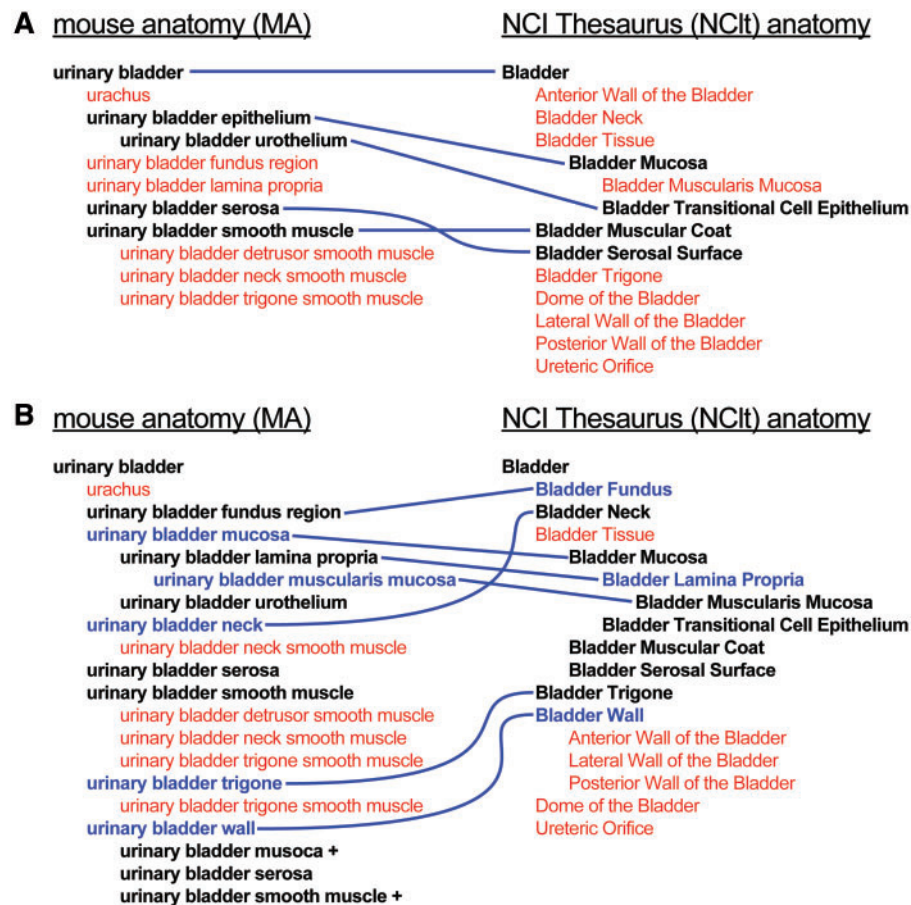 A mouse anatomy (MA) NCI Thesaurus (NCIt) anatomy
urinary bladder Bladder
urachus Anterior Wall of the Bladder
urinary bladder epithelium Bladder Neck
urinary bladder urothelium Bladder Tissue
urinary bladder fundus region Bladder Mucosa
urinary bladder lamina propria Bladder Muscularis Mucosa
urinary bladder serosa Bladder Transitional Cell Epithelium
urinary bladder smooth muscle Bladder Muscular Coat
urinary bladder detrusor smooth muscle Bladder Serosal Surface
urinary bladder neck smooth muscle Bladder Trigone
urinary bladder trigone smooth muscle Dome of the Bladder
Lateral Wall of the Bladder
Posterior Wall of the Bladder
Ureteric Orifice
B mouse anatomy (MA) NCI Thesaurus (NCIt) anatomy
urinary bladder Bladder
urachus Bladder Fundus
urinary bladder fundus region Bladder Neck
urinary bladder mucosa Bladder Tissue
urinary bladder lamina propria Bladder Mucosa
urinary bladder muscularis mucosa Bladder Lamina Propria
urinary bladder urothelium Bladder Muscularis Mucosa
urinary bladder neck Bladder Transitional Cell Epithelium
urinary bladder neck smooth muscle Bladder Muscular Coat
urinary bladder serosa Bladder Serosal Surface
urinary bladder smooth muscle Bladder Trigone
urinary bladder detrusor smooth muscle Bladder Wall
urinary bladder neck smooth muscle Anterior Wall of the Bladder
urinary bladder trigone smooth muscle Lateral Wall of the Bladder
urinary bladder trigone Posterior Wall of the Bladder
urinary bladder trigone smooth muscle Dome of the Bladder
urinary bladder wall Ureteric Orifice
urinary bladder musoca +
urinary bladder serosa
urinary bladder smooth muscle +